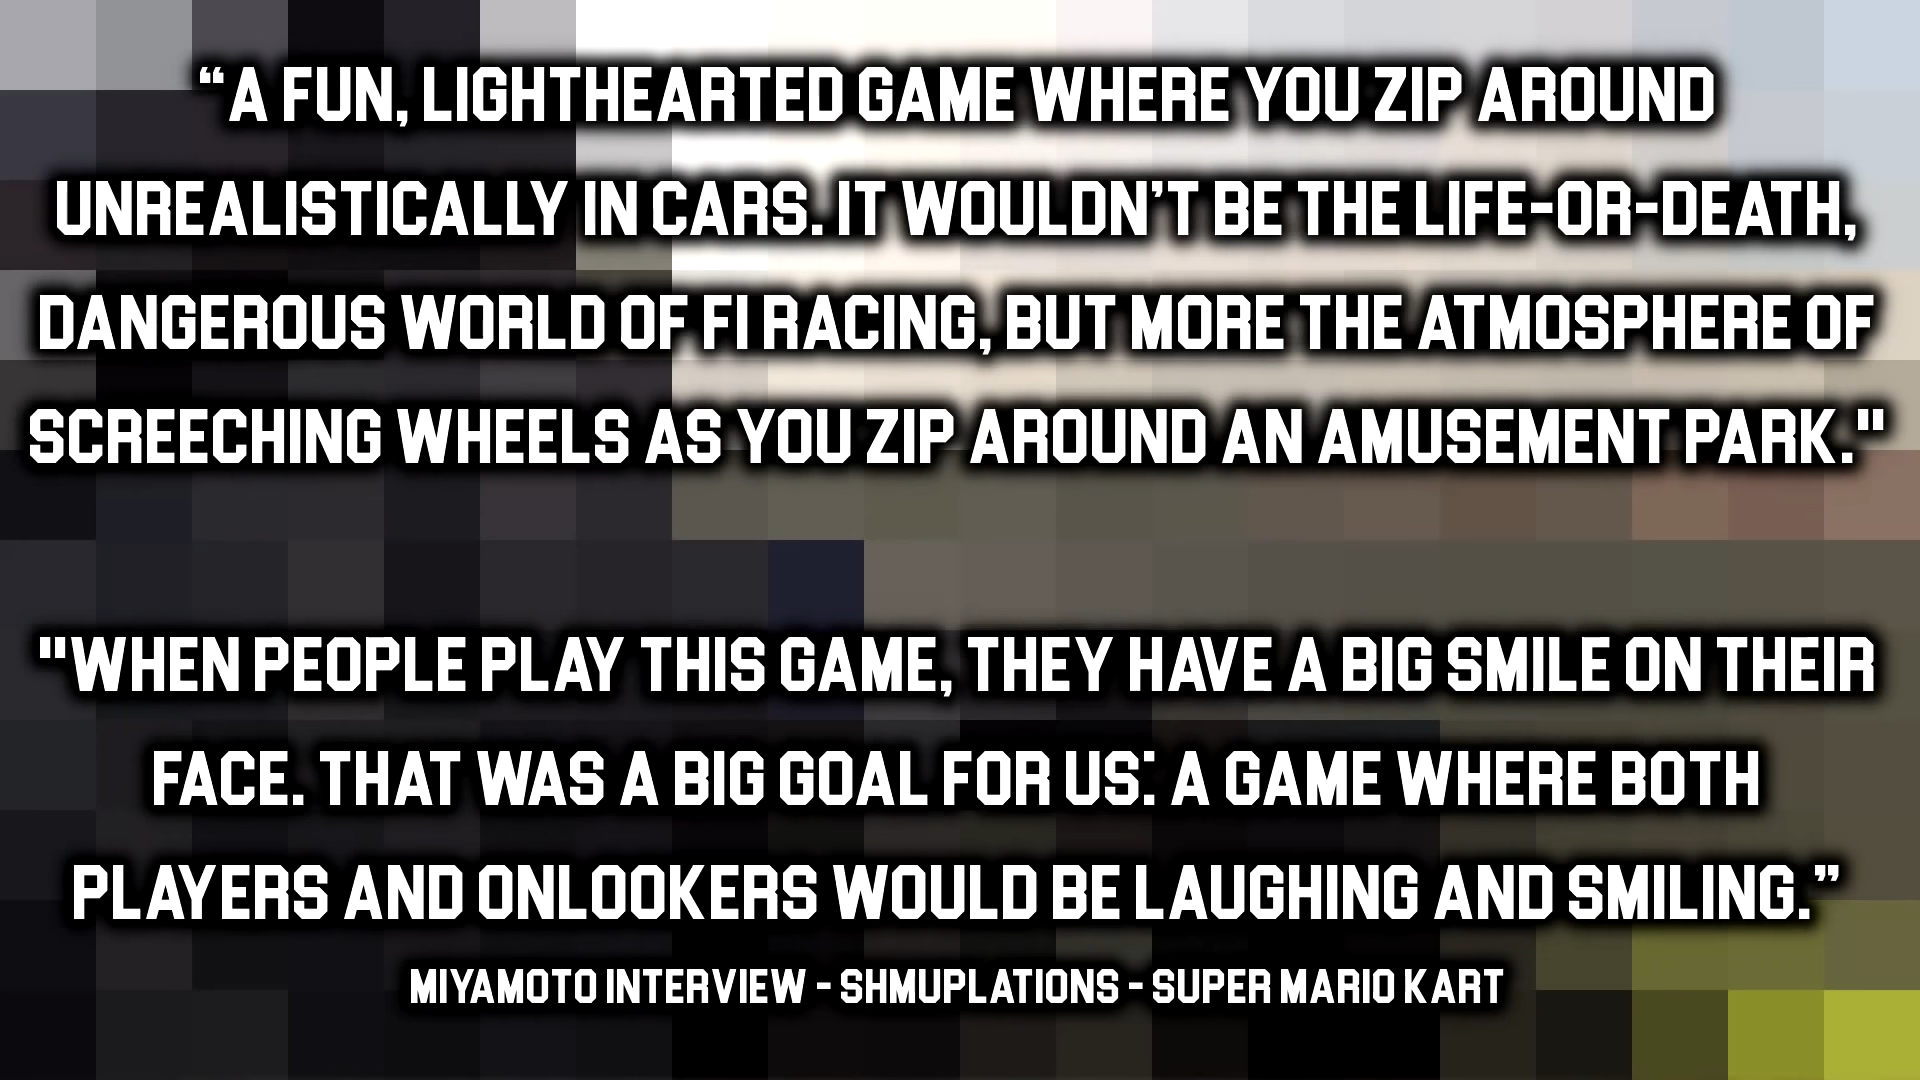 “A FUN, LIGHTHEARTED GAME WHERE YOU ZIP AROUND
UNREALISTICALLY IN CARS. IT WOULDN’T BE THE LIFE-OR-DEATH,
DANGEROUS WORLD OF F1 RACING, BUT MORE THE ATMOSPHERE OF
SCREECHING WHEELS AS YOU ZIP AROUND AN AMUSEMENT PARK."
"WHEN PEOPLE PLAY THIS GAME, THEY HAVE A BIG SMILE ON THEIR
FACE. THAT WAS A BIG GOAL FOR US: A GAME WHERE BOTH
PLAYERS AND ONLOOKERS WOULD BE LAUGHING AND SMILING.”
MIYAMOTO INTERVIEW - SHMUPLATIONS - SUPER MARIO KART